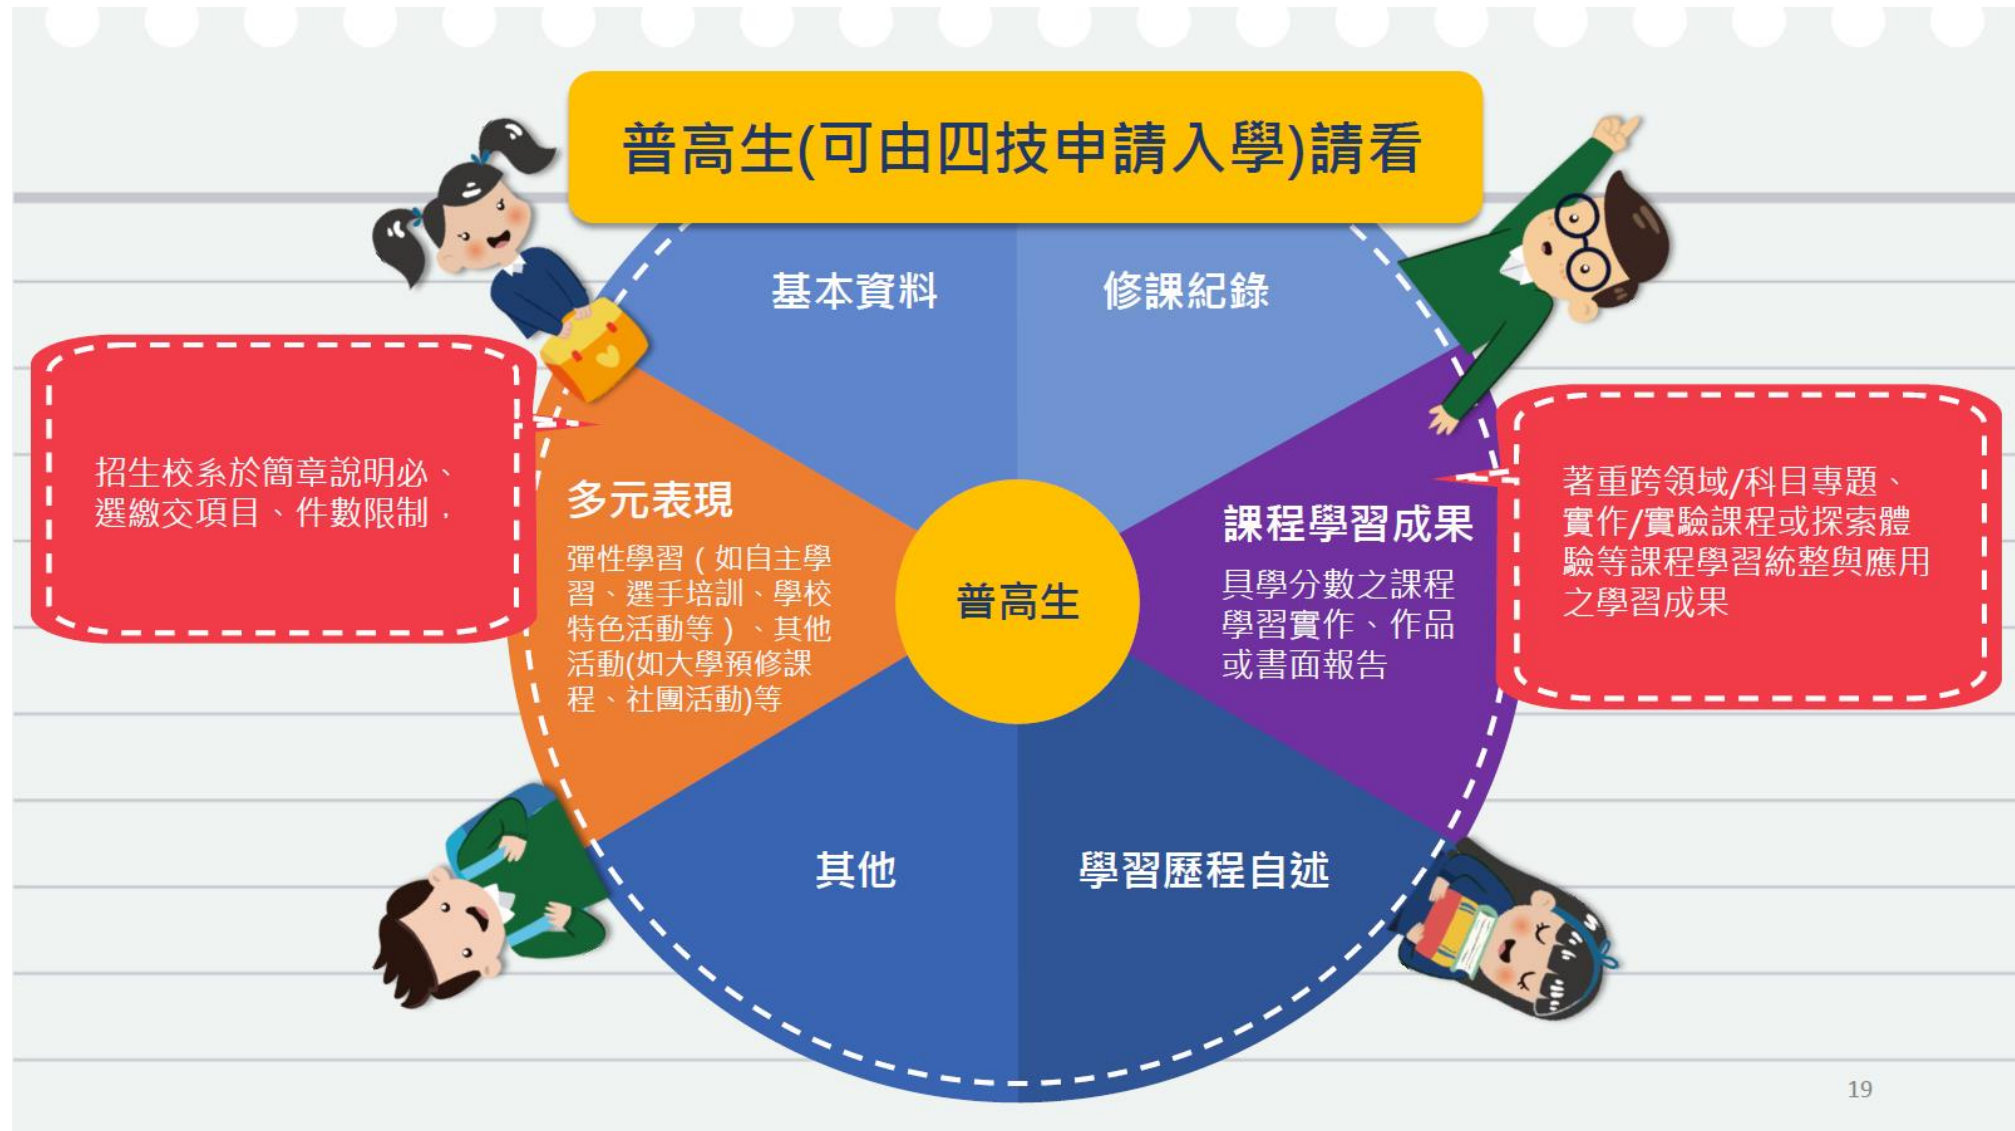 普高生(可由四技申請入學)請看
基本資料
修課紀錄
招生校系於簡章說明必、
選繳交項目、件數限制，
多元表現
彈性學習（如自主學
習、選手培訓、學校
特色活動等）、其他
活動(如大學預修課
程、社團活動)等
普高生
課程學習成果
具學分數之課程
學習實作、作品
或書面報告
著重跨領域/科目專題、
實作/實驗課程或探索體
驗等課程學習統整與應用
之學習成果
其他
學習歷程自述
19